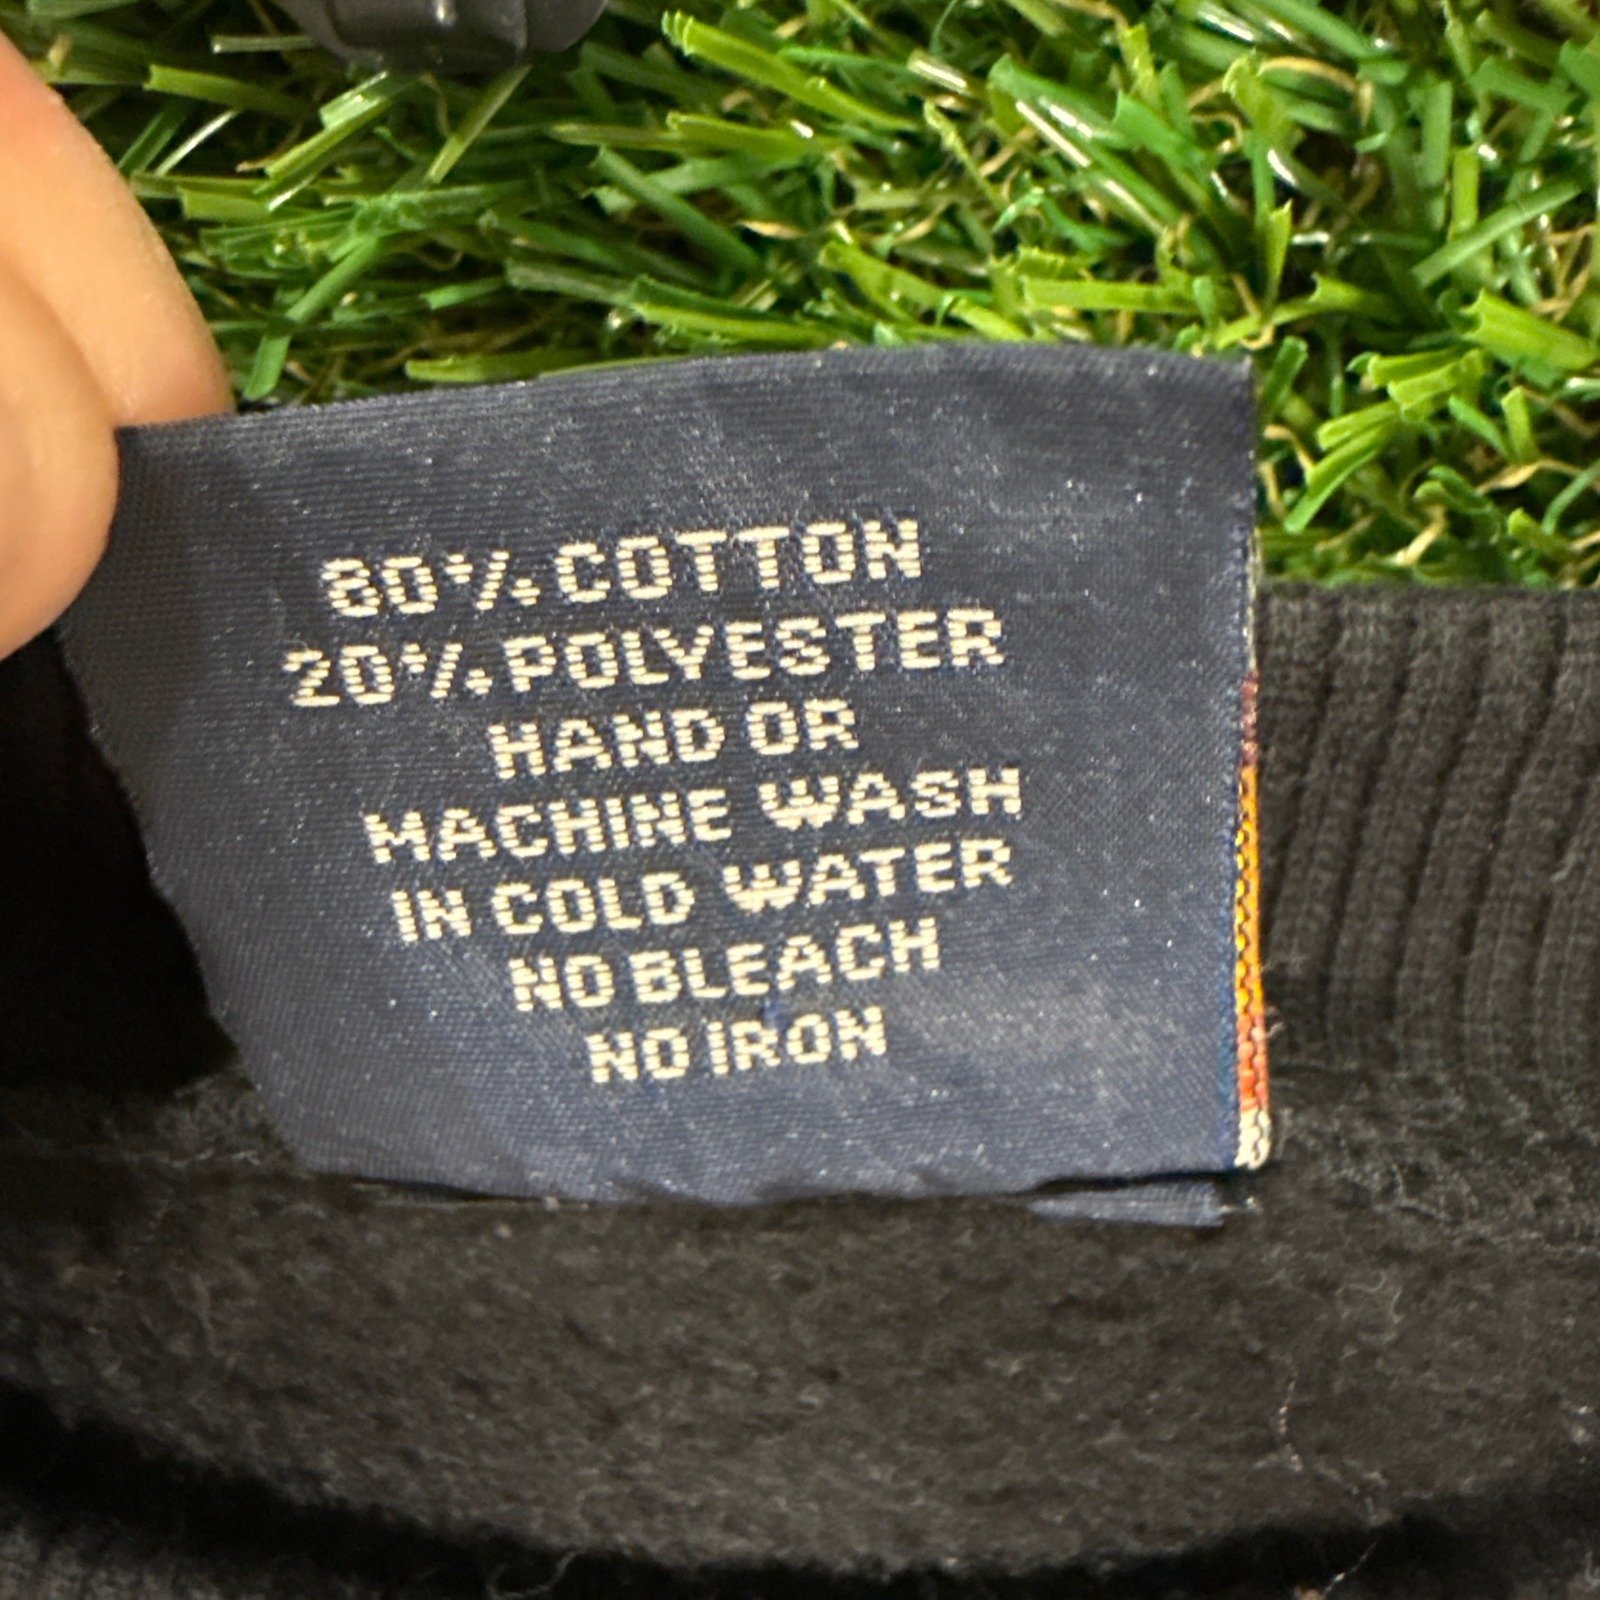 80% COTTON
20% POLYESTER
HAND OR
MACHINE WASH
IN COLD WATER
NO BLEACH
NO IRON